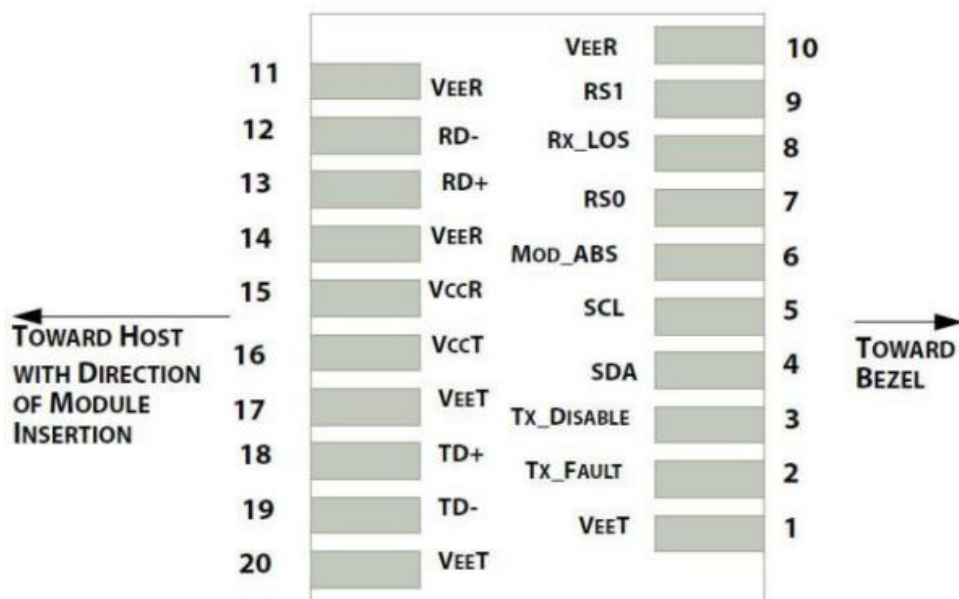 11 VEER
12 RD-
13 RD+
14 VEER
15 VCCR
16 VCCT
17 VEET
18 TD+
19 TD-
20 VEET
VEER 10
RS1 9
RX_LOS 8
RS0 7
MOD_ABS 6
SCL 5
SDA 4
TX_DISABLE 3
TX_FAULT 2
VEET 1
TOWARD HOST
WITH DIRECTION
OF MODULE
INSERTION
TOWARD
BEZEL